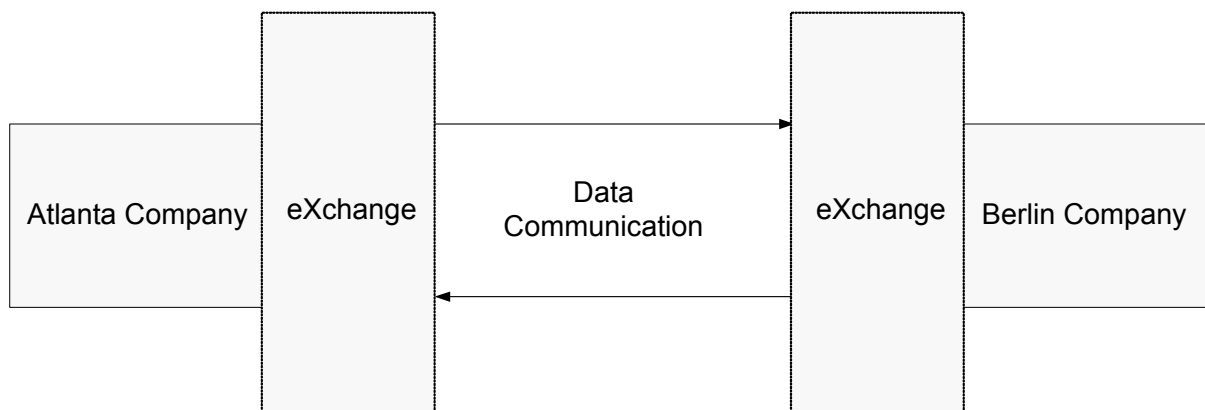 Atlanta Company
eXchange
Data
Communication
eXchange
Berlin Company